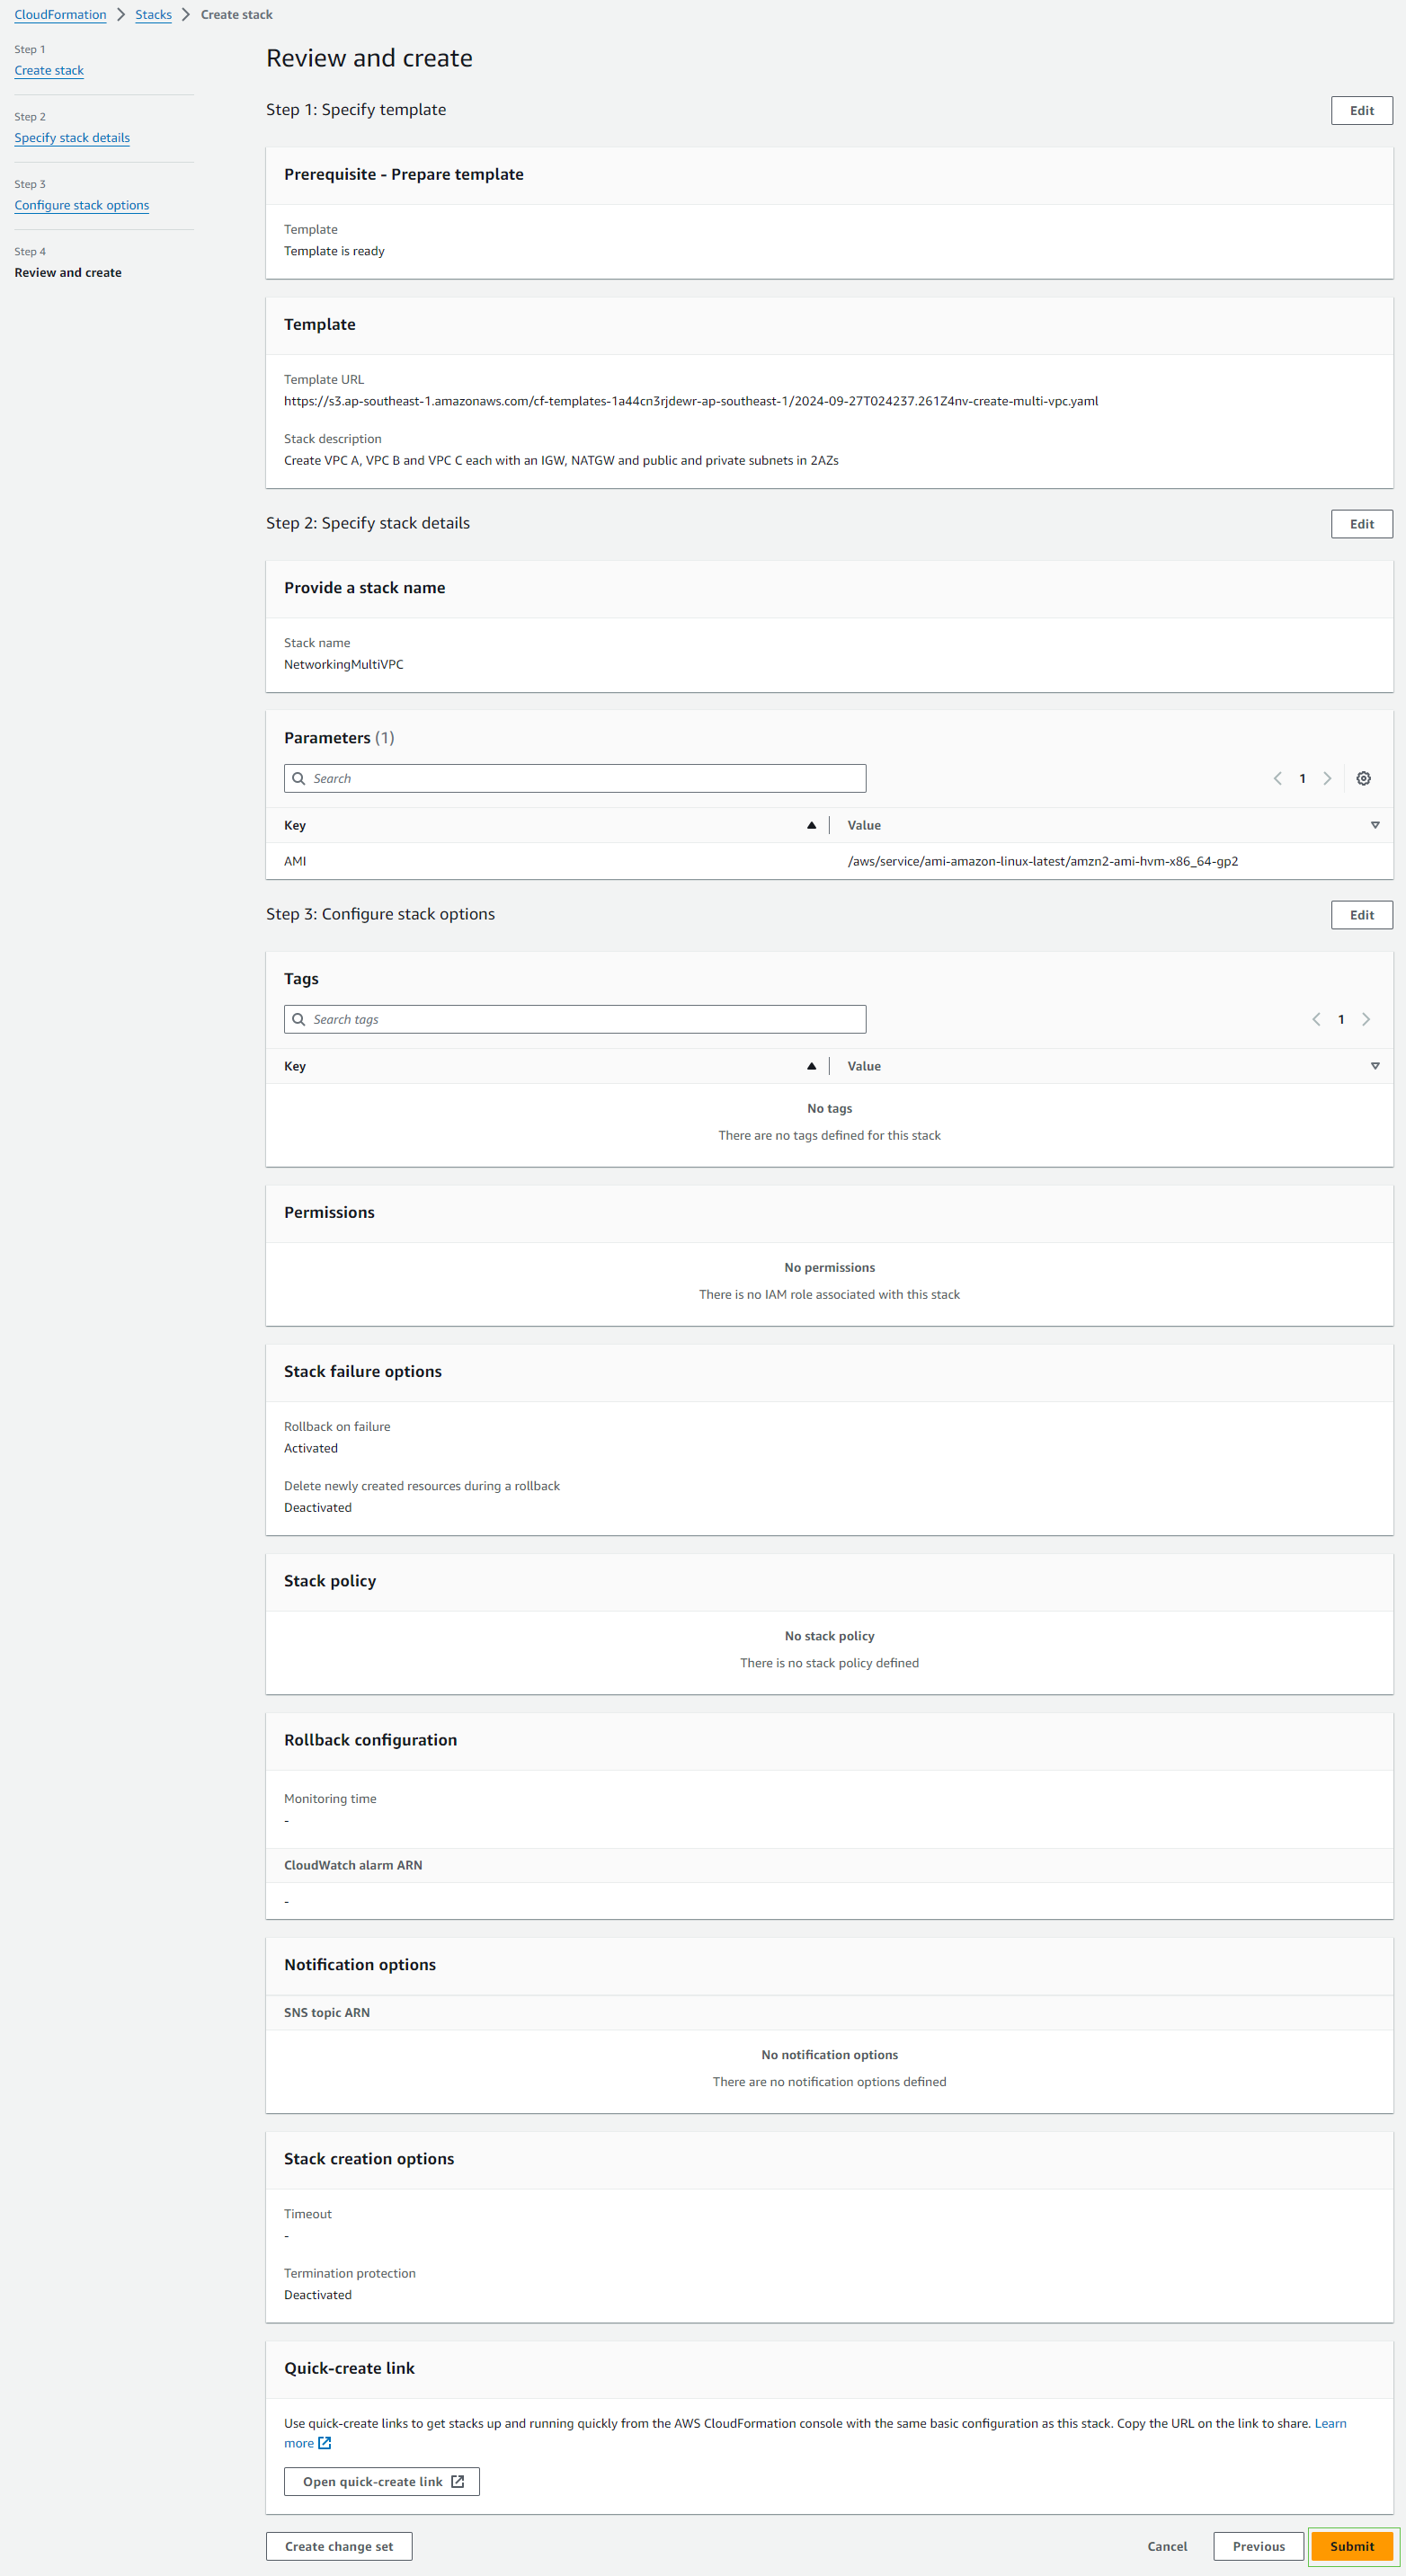 CloudFormation > Stacks > Create stack
Step 1
Create stack
Step 2
Specify stack details
Step 3
Configure stack options
Step 4
Review and create
Review and create
Step 1: Specify template
Edit
Prerequisite - Prepare template
Template
Template is ready
Template
Template URL
https://s3.ap-southeast-1.amazonaws.com/cf-templates-1a44cn3rjdewr-ap-southeast-1/2024-09-27T024237.261Z4nv-create-multi-vpc.yaml
Stack description
Create VPC A, VPC B and VPC C each with an IGW, NATGW and public and private subnets in 2AZs
Step 2: Specify stack details
Edit
Provide a stack name
Stack name
NetworkingMultiVPC
Parameters (1)
Search
1
Key Value
AMI /aws/service/ami-amazon-linux-latest/amzn2-ami-hvm-x86_64-gp2
Step 3: Configure stack options
Edit
Tags
Search tags
1
Key Value
No tags
There are no tags defined for this stack
Permissions
No permissions
There is no IAM role associated with this stack
Stack failure options
Rollback on failure
Activated
Delete newly created resources during a rollback
Deactivated
Stack policy
No stack policy
There is no stack policy defined
Rollback configuration
Monitoring time
-
CloudWatch alarm ARN
-
Notification options
SNS topic ARN
No notification options
There are no notification options defined
Stack creation options
Timeout
-
Termination protection
Deactivated
Quick-create link
Use quick-create links to get stacks up and running quickly from the AWS CloudFormation console with the same basic configuration as this stack. Copy the URL on the link to share. Learn
more
Open quick-create link
Create change set Cancel Previous Submit